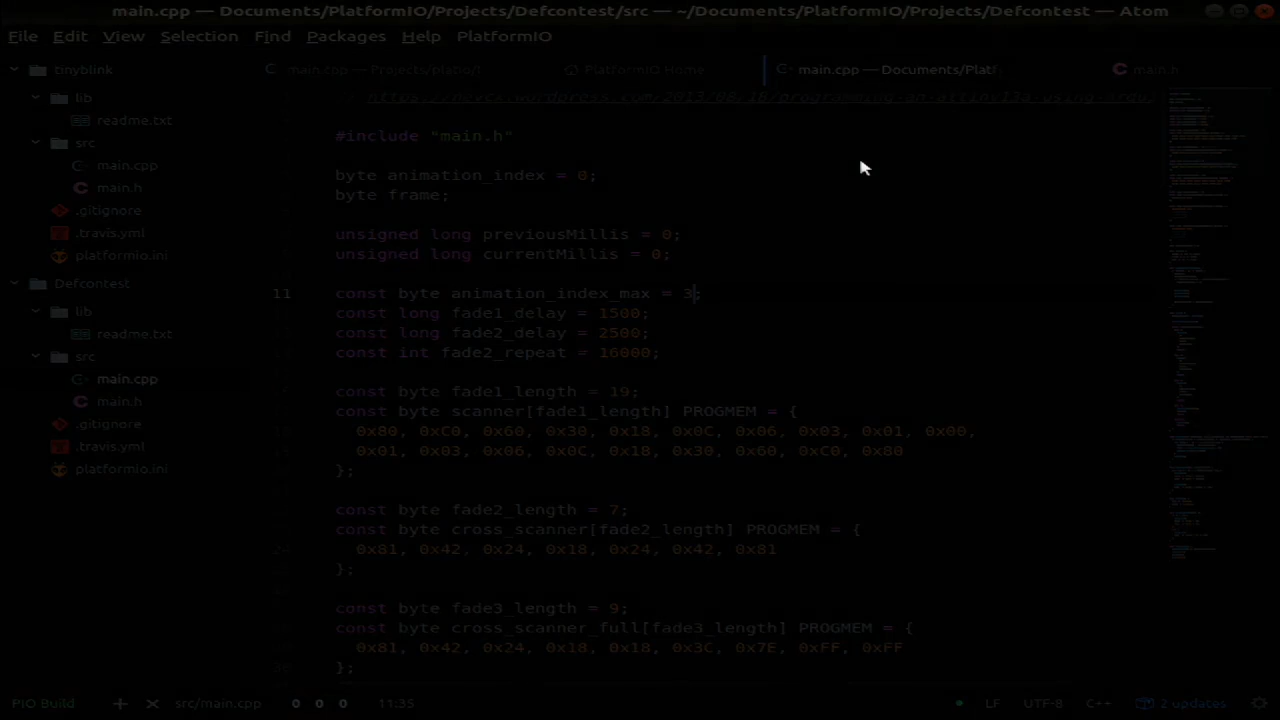 main.cpp — Documents/PlatformIO/Projects/Defcontest/src — ~/Documents/PlatformIO/Projects/Defcontest — Atom
File Edit View Selection Find Packages Help PlatformIO
tinyblink
lib
readme.txt
src
main.cpp
main.h
.gitignore
.travis.yml
platformio.ini
Defcontest
lib
readme.txt
src
main.cpp
main.h
.gitignore
.travis.yml
platformio.ini
main.cpp — Projects/platio/
PlatformIO Home
main.cpp — Documents/Platf
main.h
#include "main.h"
byte animation_index = 0;
byte frame;
unsigned long previousMillis = 0;
unsigned long currentMillis = 0;
11 const byte animation_index_max = 3;
const long fade1_delay = 1500;
const long fade2_delay = 2500;
const int fade2_repeat = 16000;
const byte fade1_length = 19;
const byte scanner[fade1_length] PROGMEM = {
0x80, 0xC0, 0x60, 0x30, 0x18, 0x0C, 0x06, 0x03, 0x01, 0x00,
0x01, 0x03, 0x06, 0x0C, 0x18, 0x30, 0x60, 0xC0, 0x80
};
const byte fade2_length = 7;
const byte cross_scanner[fade2_length] PROGMEM = {
0x81, 0x42, 0x24, 0x18, 0x24, 0x42, 0x81
};
const byte fade3_length = 9;
const byte cross_scanner_full[fade3_length] PROGMEM = {
0x81, 0x42, 0x24, 0x18, 0x18, 0x3C, 0x7E, 0xFF, 0xFF
};
PIO Build + × src/main.cpp 0 0 0 11:35 LF UTF-8 C++ 2 updates